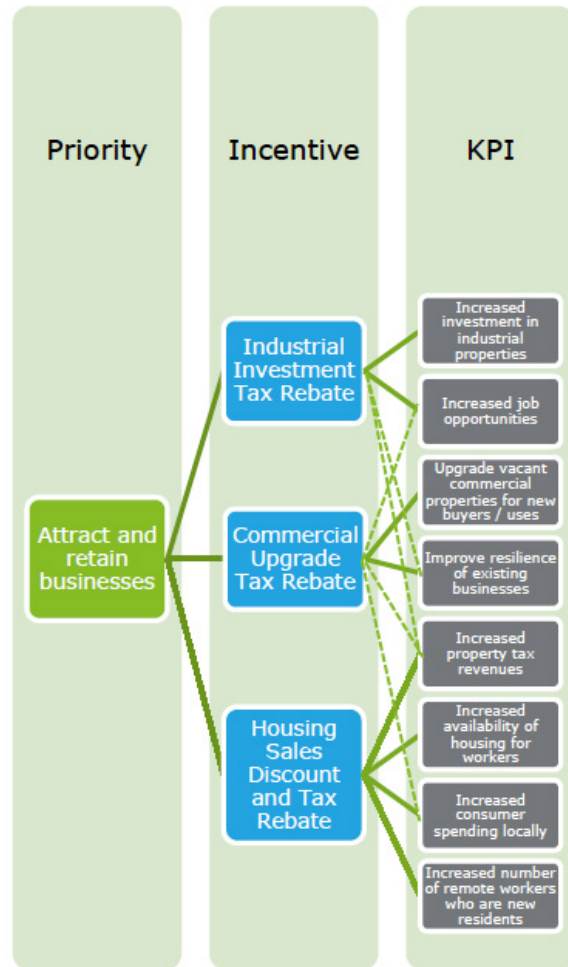 Priority
Incentive
KPI
Attract and
retain
businesses
Industrial
Investment
Tax Rebate
Commercial
Upgrade
Tax Rebate
Housing
Sales
Discount
and Tax
Rebate
Increased
investment in
industrial
properties
Increased job
opportunities
Upgrade vacant
commercial
properties for new
buyers / uses
Improve resilience
of existing
businesses
Increased
property tax
revenues
Increased
availability of
housing for
workers
Increased
consumer
spending locally
Increased number
of remote workers
who are new
residents